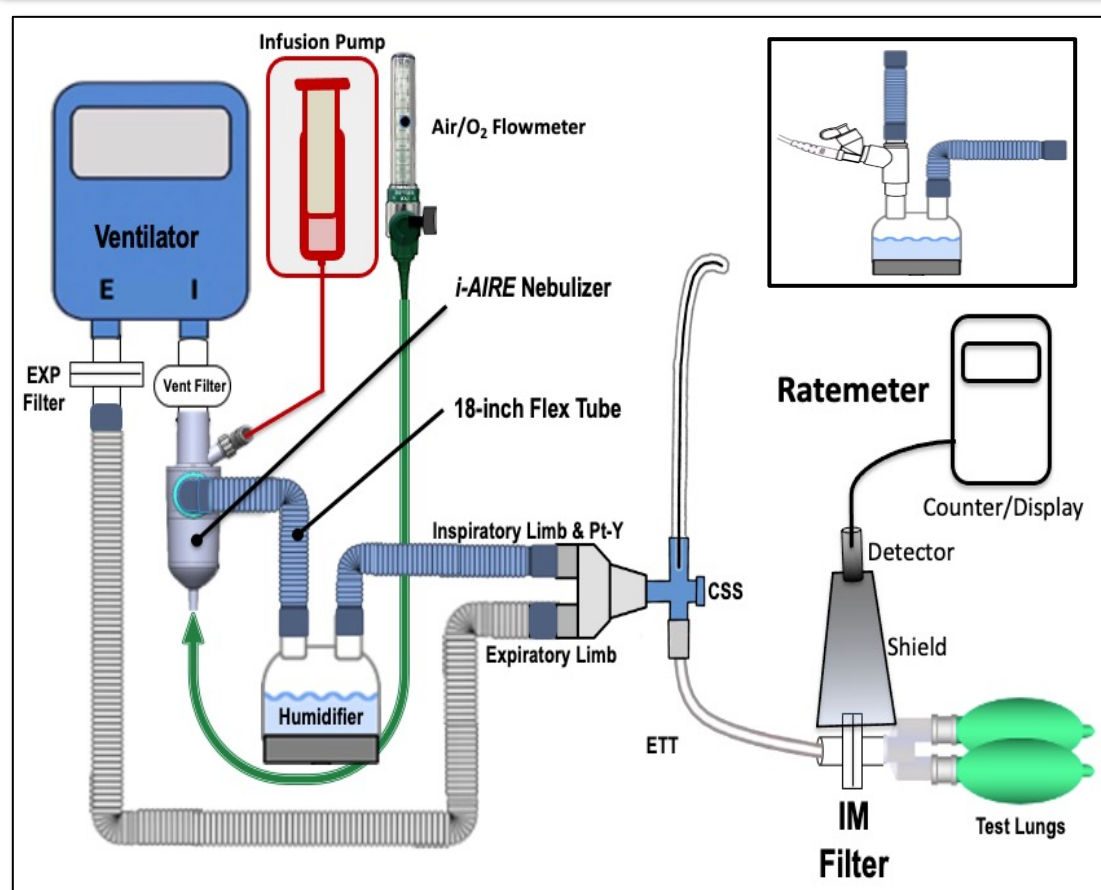 Infusion Pump
Air/O₂ Flowmeter
Ventilator
E I
i-AIRE Nebulizer
EXP
Filter
Vent Filter
18-inch Flex Tube
Ratemeter
Counter/Display
Inspiratory Limb & Pt-Y
Detector
CSS
Shield
Expiratory Limb
Humidifier
ETT
IM
Filter
Test Lungs